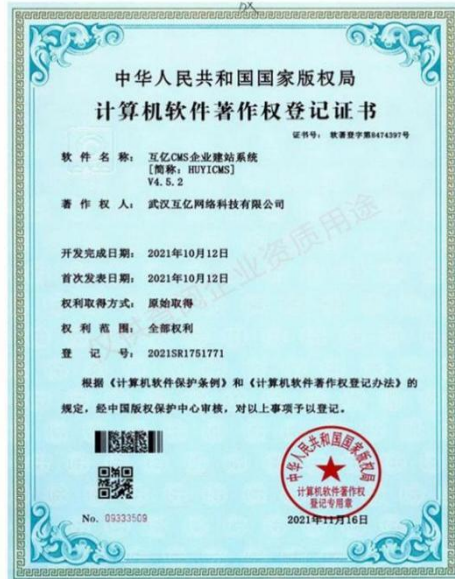 中华人民共和国国家版权局
计算机软件著作权登记证书
证书号： 软著登字第8474397号
软件名称： 互亿CMS企业建站系统
[简称：HUYICMS]
V4.5.2
著作权人： 武汉互亿网络科技有限公司
开发完成日期： 2021年10月12日
首次发表日期： 2021年10月12日
权利取得方式： 原始取得
权利范围： 全部权利
登记号： 2021SR1751771
根据《计算机软件保护条例》和《计算机软件著作权登记办法》的
规定，经中国版权保护中心审核，对以上事项予以登记。
中华人民共和国国家版权局
计算机软件著作权
登记专用章
No. 09333509
2021年11月16日